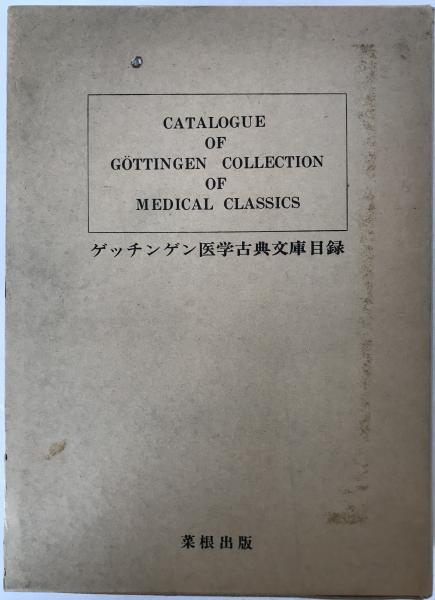 CATALOGUE
OF
GÖTTINGEN COLLECTION
OF
MEDICAL CLASSICS
ゲッチンゲン医学古典文庫目録
菜根出版